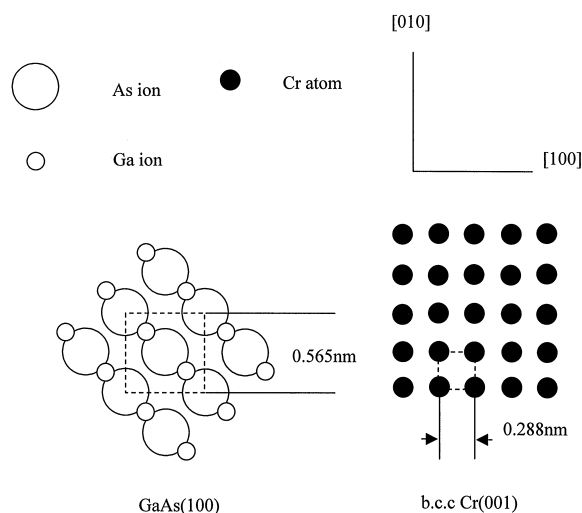 [010]
As ion
Cr atom
Ga ion
[100]
0.565nm
0.288nm
GaAs(100)
b.c.c Cr(001)